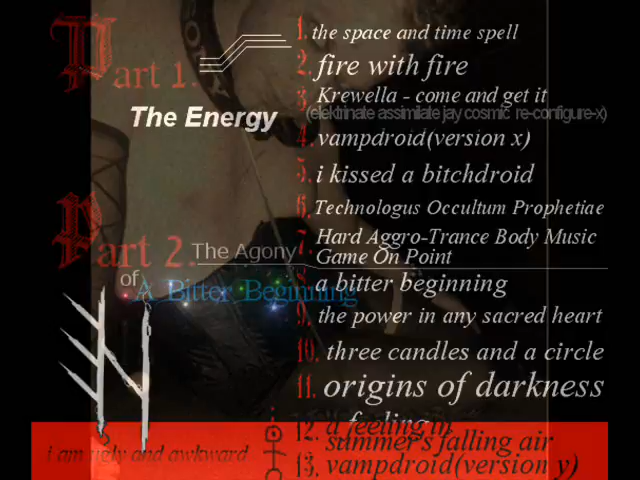 Part 1.
The Energy
1. the space and time spell
2. fire with fire
3. Krewella - come and get it
(elektrinate assimilate jay cosmic re-configure-x)
4. vampdroid(version x)
5. i kissed a bitchdroid
6. Technologus Occultum Prophetiae
7. Hard Aggro-Trance Body Music
Game On Point
Part 2. The Agony
of
A Bitter Beginning
8. a bitter beginning
9. the power in any sacred heart
10. three candles and a circle
11. origins of darkness
12. a feeling in
summer's falling air
13. vampdroid(version y)
i am ugly and awkward